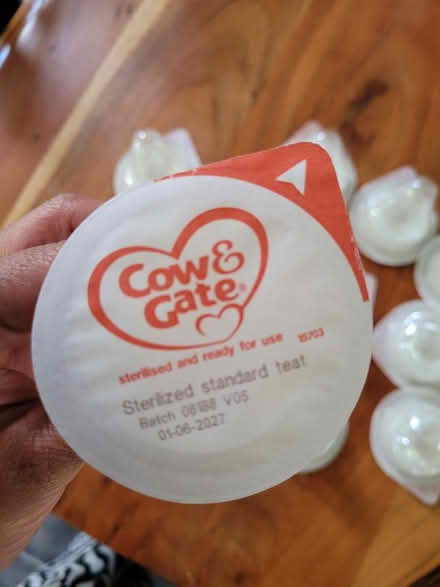 Cow &
Gate®
sterilised and ready for use 15703
Sterilized standard teat
Batch 08188 V05
01-06-2027